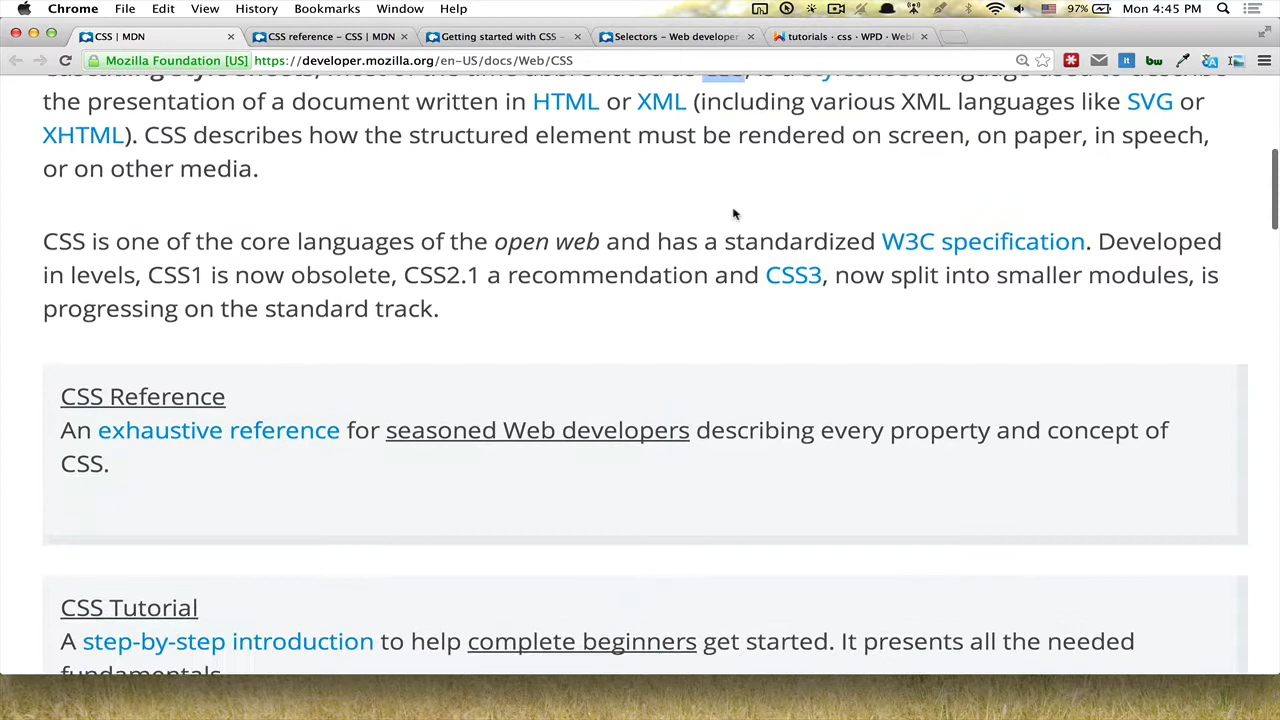 Chrome File Edit View History Bookmarks Window Help 97% Mon 4:45 PM
CSS | MDN CSS reference – CSS | MDN Getting started with CSS – Selectors – Web developer tutorials · css · WPD · Web
Mozilla Foundation [US] https://developer.mozilla.org/en-US/docs/Web/CSS
the presentation of a document written in HTML or XML (including various XML languages like SVG or
XHTML). CSS describes how the structured element must be rendered on screen, on paper, in speech,
or on other media.
CSS is one of the core languages of the open web and has a standardized W3C specification. Developed
in levels, CSS1 is now obsolete, CSS2.1 a recommendation and CSS3, now split into smaller modules, is
progressing on the standard track.
CSS Reference
An exhaustive reference for seasoned Web developers describing every property and concept of
CSS.
CSS Tutorial
A step-by-step introduction to help complete beginners get started. It presents all the needed
fundamentals